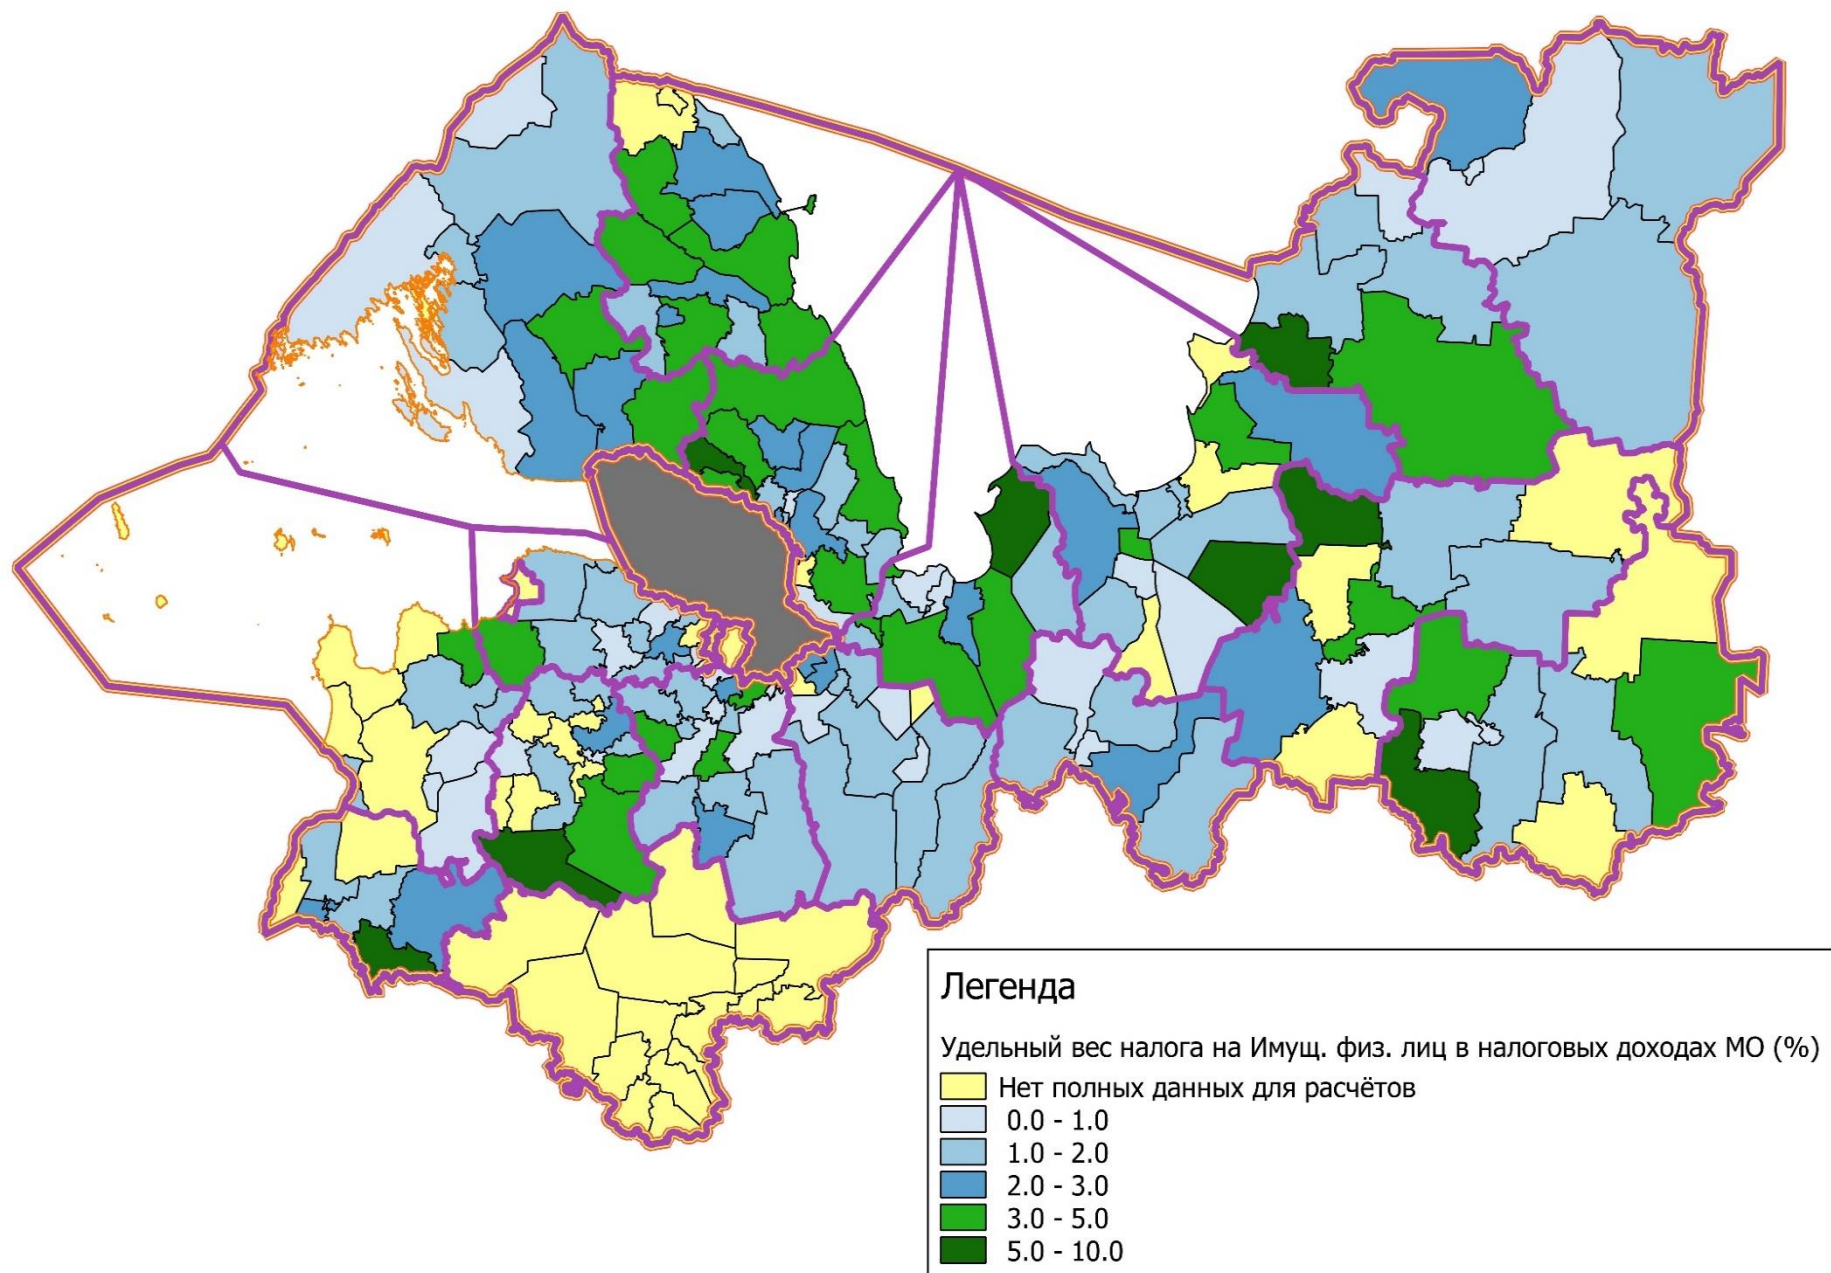 Легенда
Удельный вес налога на Имущ. физ. лиц в налоговых доходах МО (%)
Нет полных данных для расчётов
0.0 - 1.0
1.0 - 2.0
2.0 - 3.0
3.0 - 5.0
5.0 - 10.0